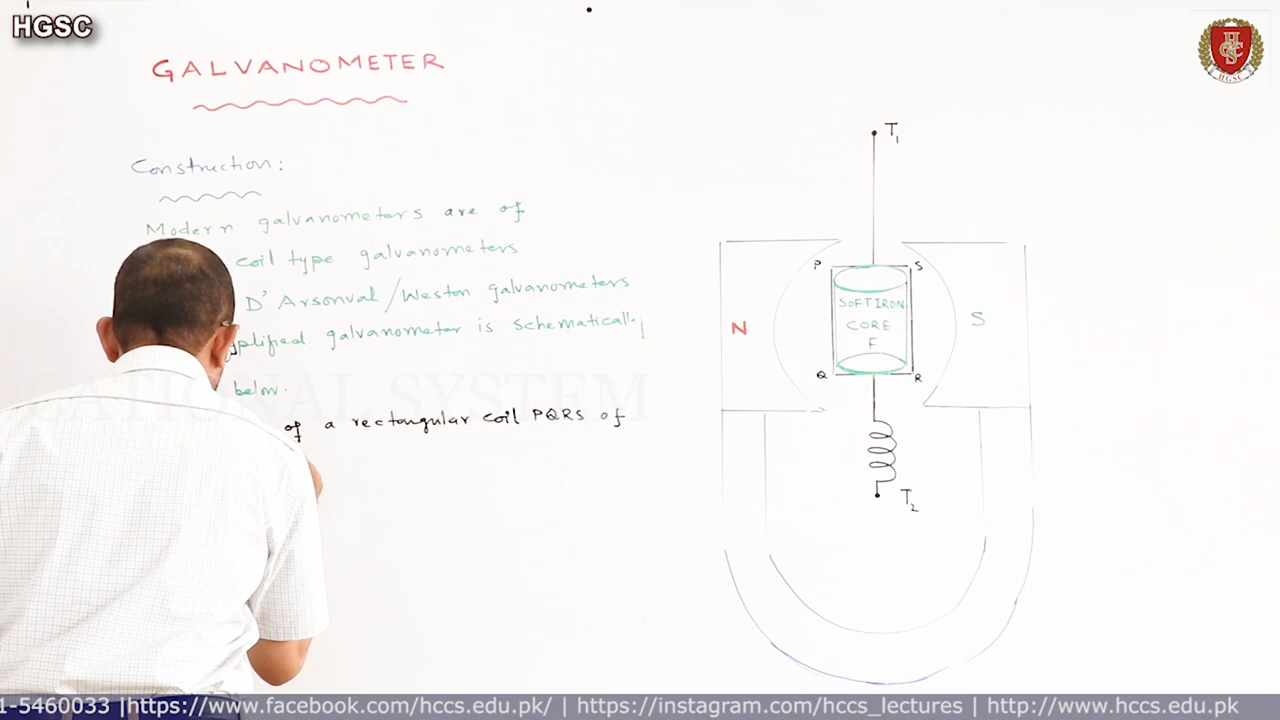 HGSC
GALVANOMETER
Construction:
Modern galvanometers are of
coil type galvanometers
D'Arsonval/Weston galvanometers
galvanometer is schematically
below.
of a rectangular coil PQRS of
T1
P
S
SOFT IRON
CORE
F
N
S
Q
R
T2
HGSC
1-5460033 |https://www.facebook.com/hccs.edu.pk/ | https://instagram.com/hccs_lectures | http://www.hccs.edu.pk